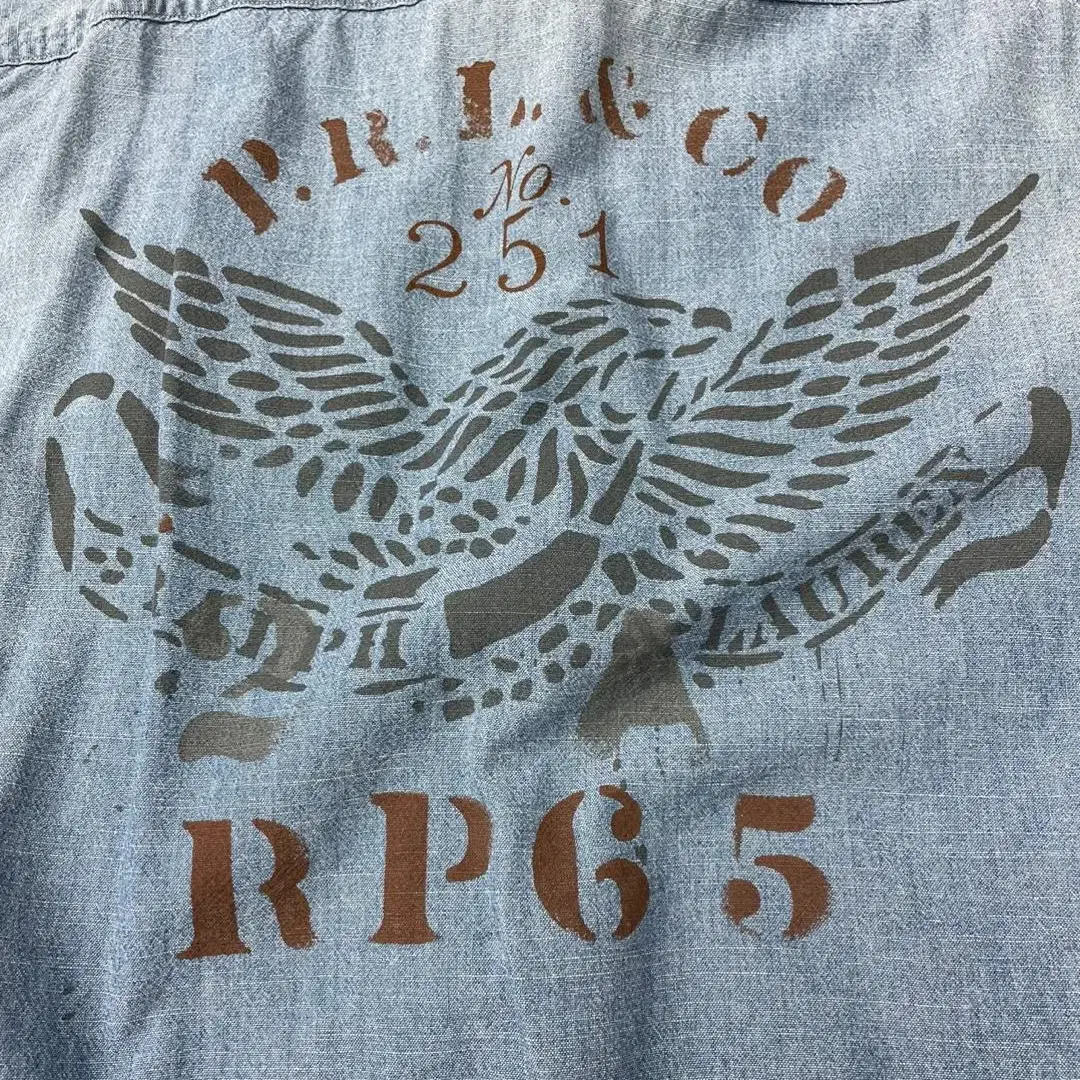 P.R.L. & CO
No.
251
LAUREN
RP65